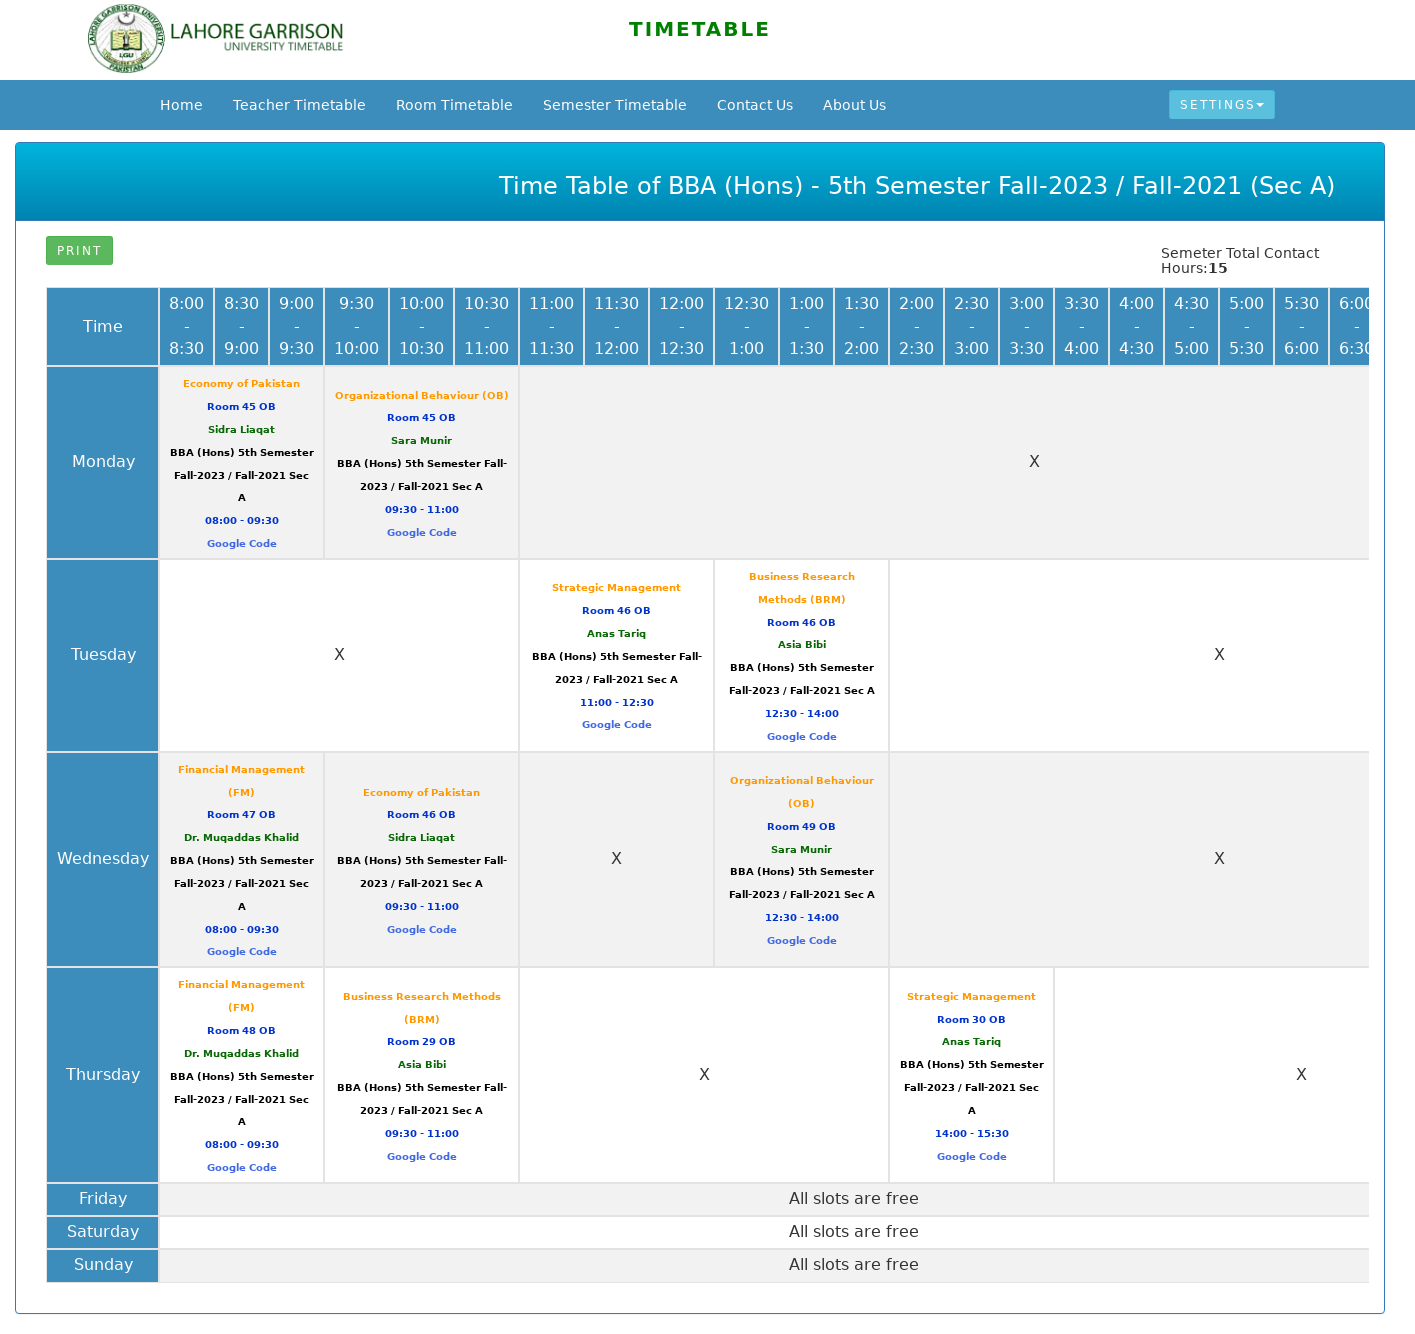 LAHORE GARRISON
UNIVERSITY TIMETABLE
TIMETABLE
Home Teacher Timetable Room Timetable Semester Timetable Contact Us About Us SETTINGS
Time Table of BBA (Hons) - 5th Semester Fall-2023 / Fall-2021 (Sec A)
PRINT
Semeter Total Contact
Hours:15
Time
8:00 - 8:30
8:30 - 9:00
9:00 - 9:30
9:30 - 10:00
10:00 - 10:30
10:30 - 11:00
11:00 - 11:30
11:30 - 12:00
12:00 - 12:30
12:30 - 1:00
1:00 - 1:30
1:30 - 2:00
2:00 - 2:30
2:30 - 3:00
3:00 - 3:30
3:30 - 4:00
4:00 - 4:30
4:30 - 5:00
5:00 - 5:30
5:30 - 6:00
6:00 - 6:30
Monday
Economy of Pakistan
Room 45 OB
Sidra Liaqat
BBA (Hons) 5th Semester
Fall-2023 / Fall-2021 Sec
A
08:00 - 09:30
Google Code
Organizational Behaviour (OB)
Room 45 OB
Sara Munir
BBA (Hons) 5th Semester Fall-
2023 / Fall-2021 Sec A
09:30 - 11:00
Google Code
X
Tuesday
X
Strategic Management
Room 46 OB
Anas Tariq
BBA (Hons) 5th Semester Fall-
2023 / Fall-2021 Sec A
11:00 - 12:30
Google Code
Business Research
Methods (BRM)
Room 46 OB
Asia Bibi
BBA (Hons) 5th Semester
Fall-2023 / Fall-2021 Sec A
12:30 - 14:00
Google Code
X
Wednesday
Financial Management
(FM)
Room 47 OB
Dr. Muqaddas Khalid
BBA (Hons) 5th Semester
Fall-2023 / Fall-2021 Sec
A
08:00 - 09:30
Google Code
Economy of Pakistan
Room 46 OB
Sidra Liaqat
BBA (Hons) 5th Semester Fall-
2023 / Fall-2021 Sec A
09:30 - 11:00
Google Code
X
Organizational Behaviour
(OB)
Room 49 OB
Sara Munir
BBA (Hons) 5th Semester
Fall-2023 / Fall-2021 Sec A
12:30 - 14:00
Google Code
X
Thursday
Financial Management
(FM)
Room 48 OB
Dr. Muqaddas Khalid
BBA (Hons) 5th Semester
Fall-2023 / Fall-2021 Sec
A
08:00 - 09:30
Google Code
Business Research Methods
(BRM)
Room 29 OB
Asia Bibi
BBA (Hons) 5th Semester Fall-
2023 / Fall-2021 Sec A
09:30 - 11:00
Google Code
X
Strategic Management
Room 30 OB
Anas Tariq
BBA (Hons) 5th Semester
Fall-2023 / Fall-2021 Sec
A
14:00 - 15:30
Google Code
X
Friday
All slots are free
Saturday
All slots are free
Sunday
All slots are free